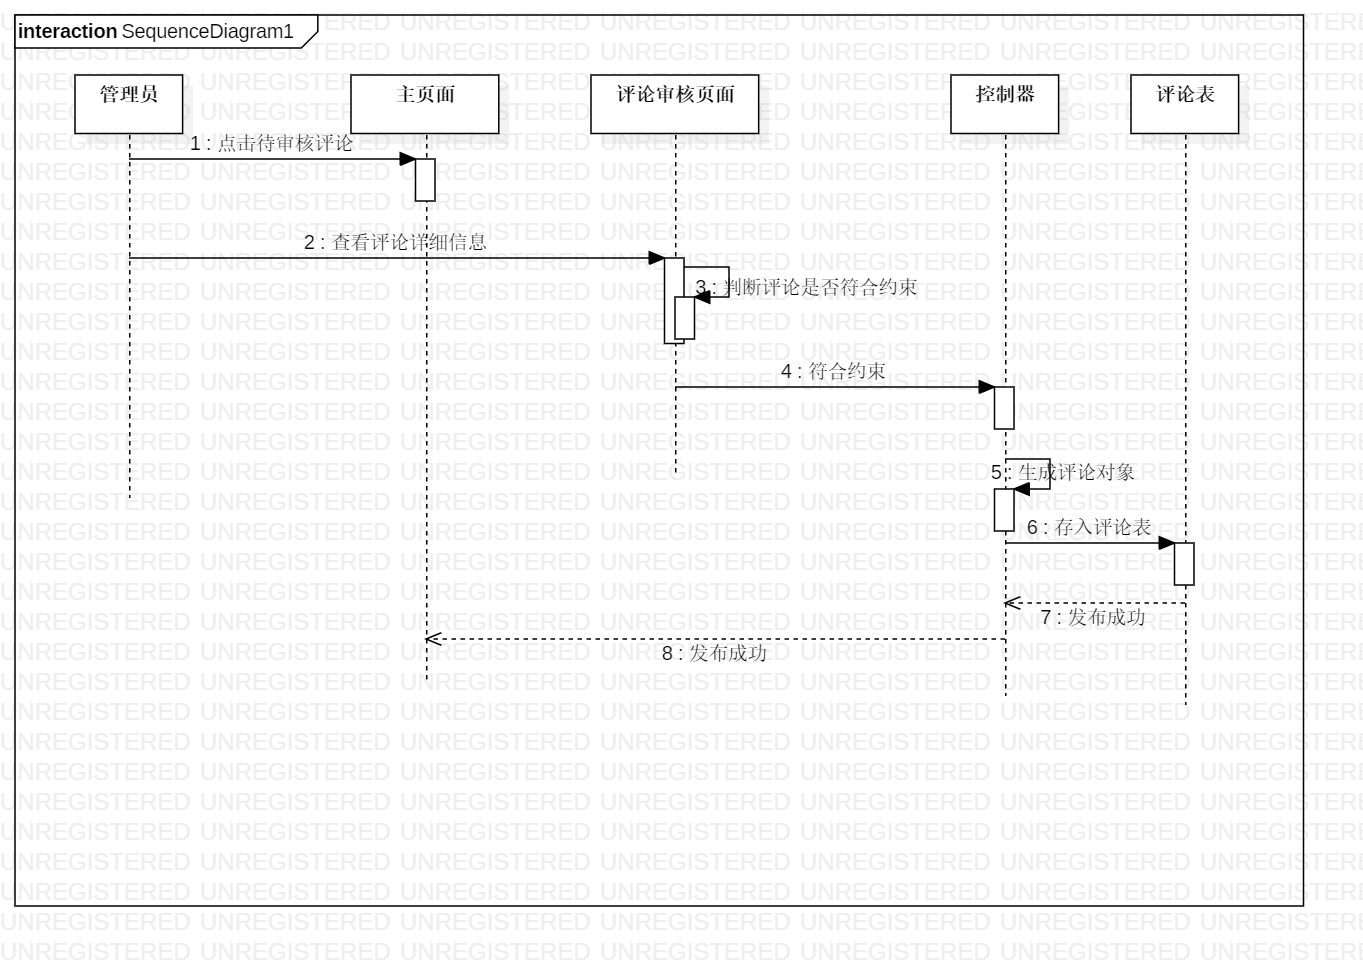 interaction SequenceDiagram1
管理员
主页面
评论审核页面
控制器
评论表
1 : 点击待审核评论
2 : 查看评论详细信息
3 : 判断评论是否符合约束
4 : 符合约束
5 : 生成评论对象
6 : 存入评论表
7 : 发布成功
8 : 发布成功
UNREGISTERED